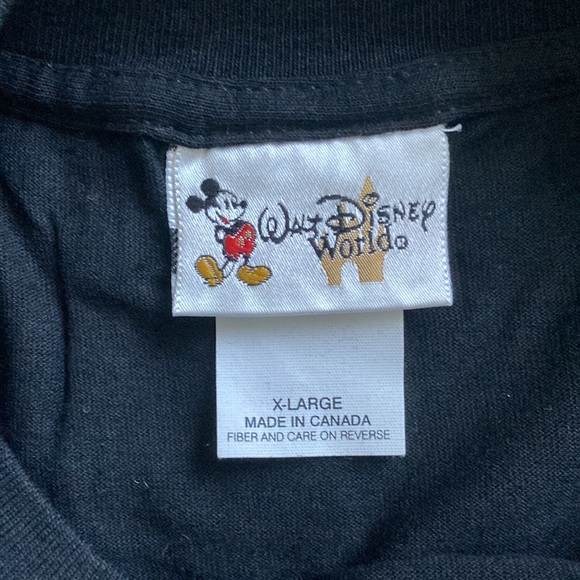 Walt Disney
World®
X-LARGE
MADE IN CANADA
FIBER AND CARE ON REVERSE